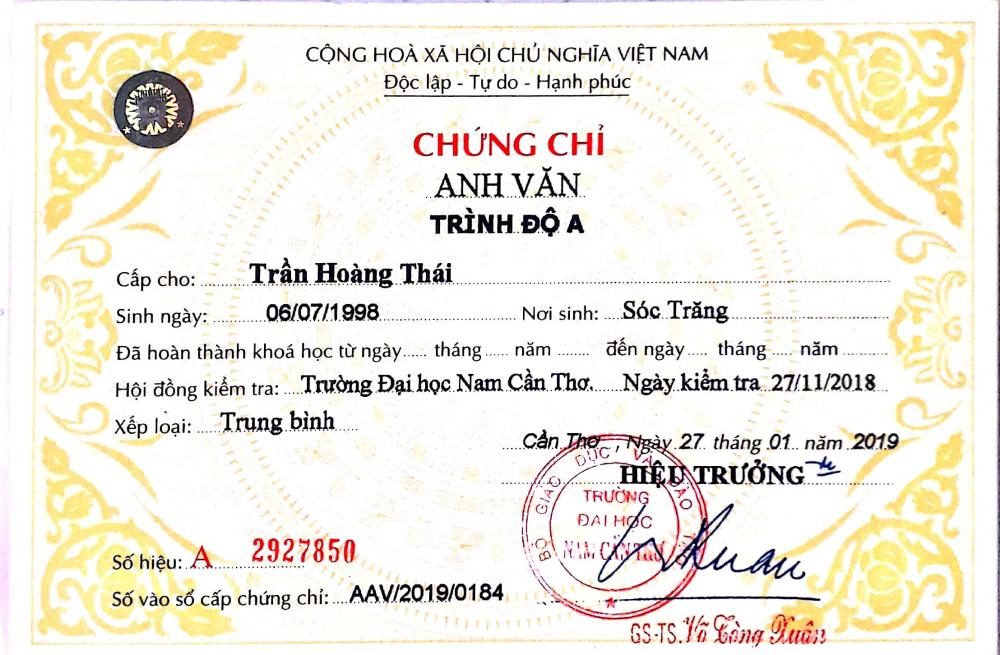 CỘNG HOÀ XÃ HỘI CHỦ NGHĨA VIỆT NAM
Độc lập - Tự do - Hạnh phúc
CHỨNG CHỈ
ANH VĂN
TRÌNH ĐỘ A
Cấp cho: Trần Hoàng Thái
Sinh ngày: 06/07/1998 Nơi sinh: Sóc Trăng
Đã hoàn thành khoá học từ ngày..... tháng..... năm....... đến ngày..... tháng..... năm..........
Hội đồng kiểm tra: Trường Đại học Nam Cần Thơ. Ngày kiểm tra 27/11/2018
Xếp loại: Trung bình
Cần Thơ, Ngày 27 tháng 01 năm 2019
HIỆU TRƯỞNG
BỘ GIÁO DỤC VÀ ĐÀO
TRƯỜNG
ĐẠI HỌC
NAM CẦN THƠ
Số hiệu: A 2927850
Số vào sổ cấp chứng chỉ: AAV/2019/0184
GS-TS. Võ Tòng Xuân